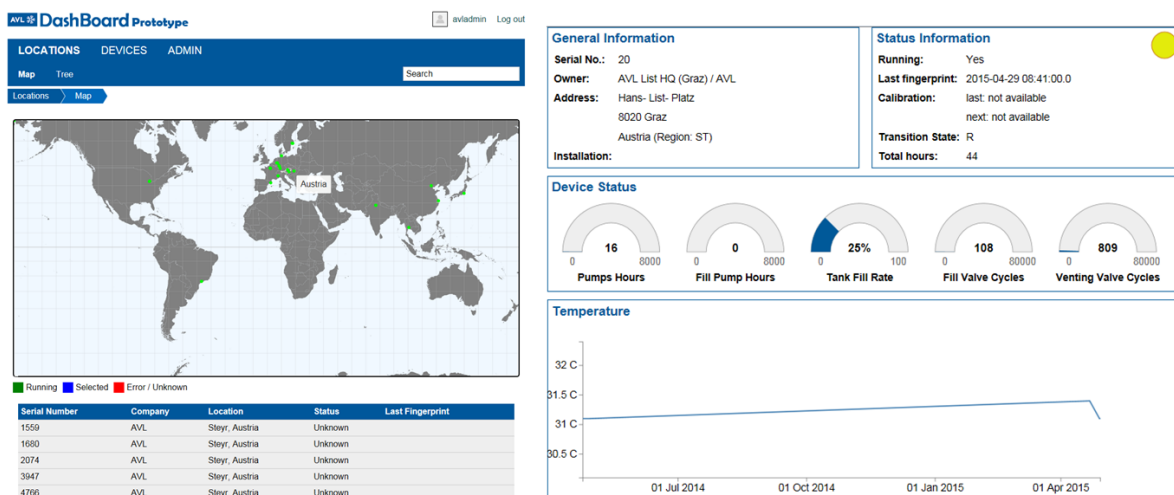 AVL DashBoard Prototype
avladmin Log out
LOCATIONS DEVICES ADMIN
Map Tree
Search
Locations Map
Austria
Running Selected Error / Unknown
Serial Number Company Location Status Last Fingerprint
1559 AVL Steyr, Austria Unknown
1680 AVL Steyr, Austria Unknown
2074 AVL Steyr, Austria Unknown
3947 AVL Steyr, Austria Unknown
4766 AVL Steyr, Austria Unknown
General Information
Serial No.: 20
Owner: AVL List HQ (Graz) / AVL
Address: Hans- List- Platz
8020 Graz
Austria (Region: ST)
Installation:
Status Information
Running: Yes
Last fingerprint: 2015-04-29 08:41:00.0
Calibration: last: not available
next: not available
Transition State: R
Total hours: 44
Device Status
16 0 25% 108 809
0 8000 0 8000 0 100 0 80000 0 80000
Pumps Hours Fill Pump Hours Tank Fill Rate Fill Valve Cycles Venting Valve Cycles
Temperature
32 C
31.5 C
31 C
30.5 C
01 Jul 2014 01 Oct 2014 01 Jan 2015 01 Apr 2015